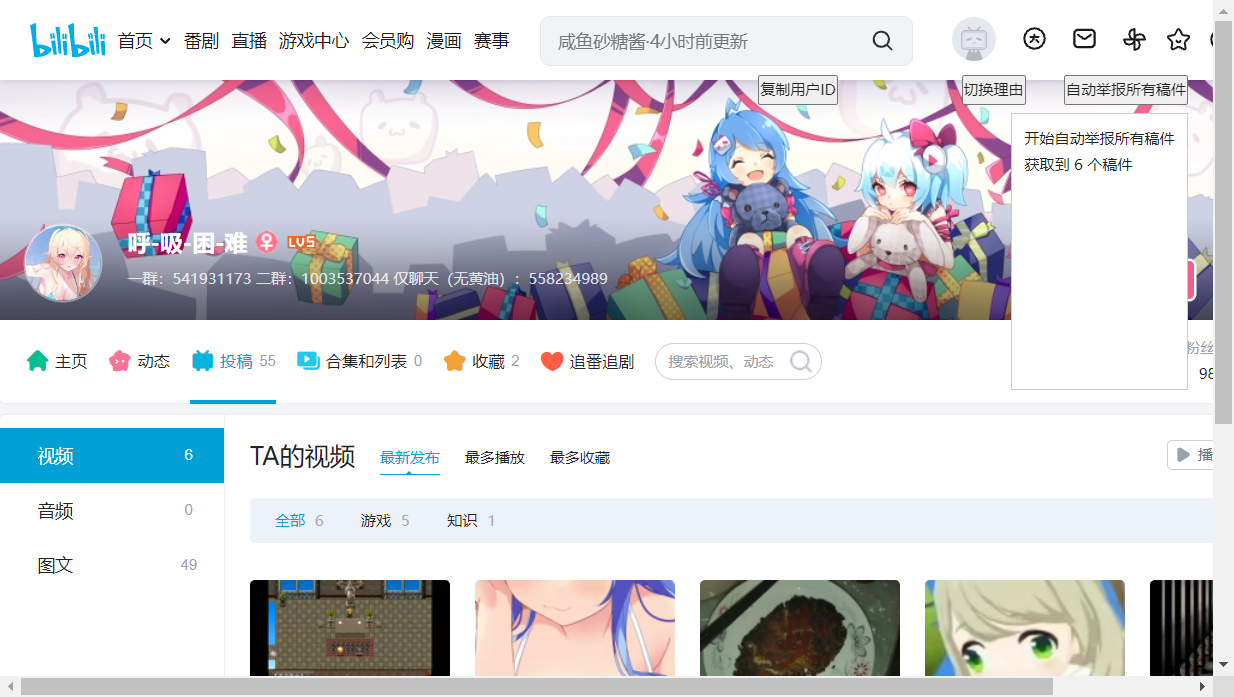 bilibili 首页 番剧 直播 游戏中心 会员购 漫画 赛事 咸鱼砂糖酱·4小时前更新
复制用户ID 切换理由 自动举报所有稿件
开始自动举报所有稿件
获取到 6 个稿件
呼-吸-困-难 LV5
一群：541931173 二群：1003537044 仅聊天（无黄油）：558234989
主页 动态 投稿 55 合集和列表 0 收藏 2 追番追剧 搜索视频、动态 粉丝
98
视频 6
音频 0
图文 49
TA的视频 最新发布 最多播放 最多收藏 播
全部 6 游戏 5 知识 1